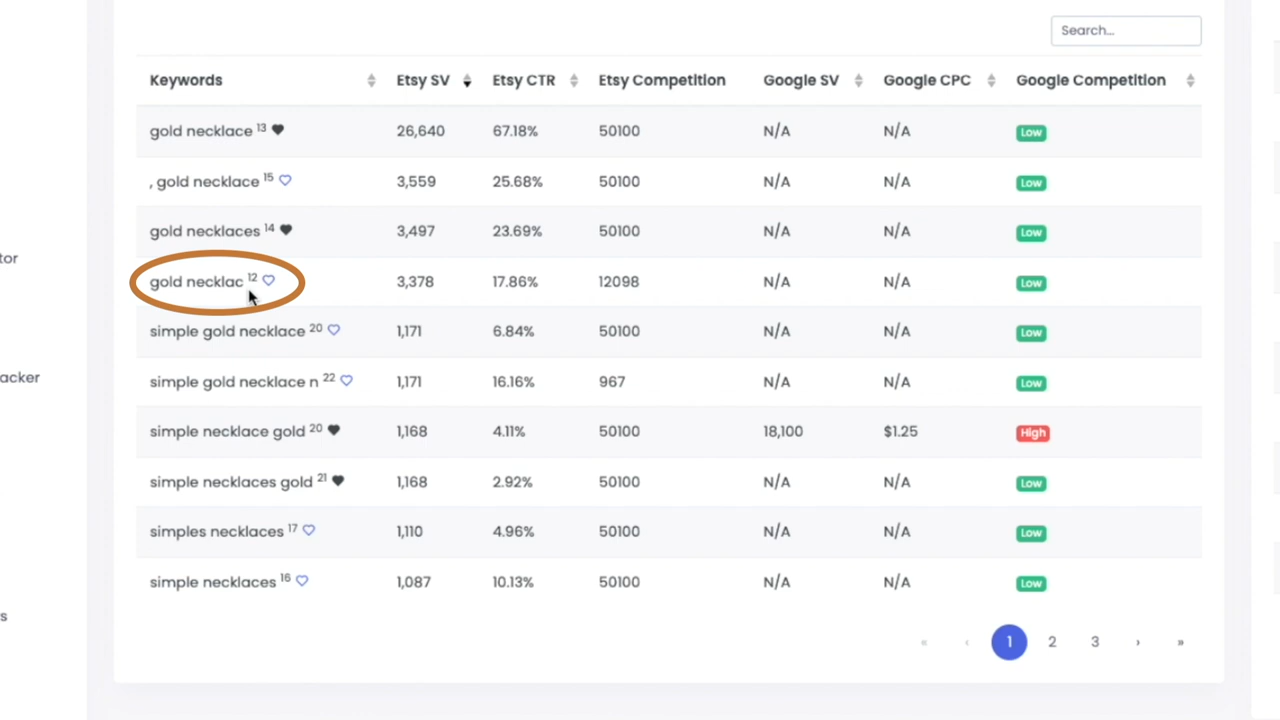 Search...
Keywords Etsy SV Etsy CTR Etsy Competition Google SV Google CPC Google Competition
gold necklace 13 26,640 67.18% 50100 N/A N/A Low
, gold necklace 15 3,559 25.68% 50100 N/A N/A Low
gold necklaces 14 3,497 23.69% 50100 N/A N/A Low
tor
gold necklac 12 3,378 17.86% 12098 N/A N/A Low
simple gold necklace 20 1,171 6.84% 50100 N/A N/A Low
acker
simple gold necklace n 22 1,171 16.16% 967 N/A N/A Low
simple necklace gold 20 1,168 4.11% 50100 18,100 $1.25 High
simple necklaces gold 21 1,168 2.92% 50100 N/A N/A Low
simples necklaces 17 1,110 4.96% 50100 N/A N/A Low
simple necklaces 16 1,087 10.13% 50100 N/A N/A Low
s
« ‹ 1 2 3 › »